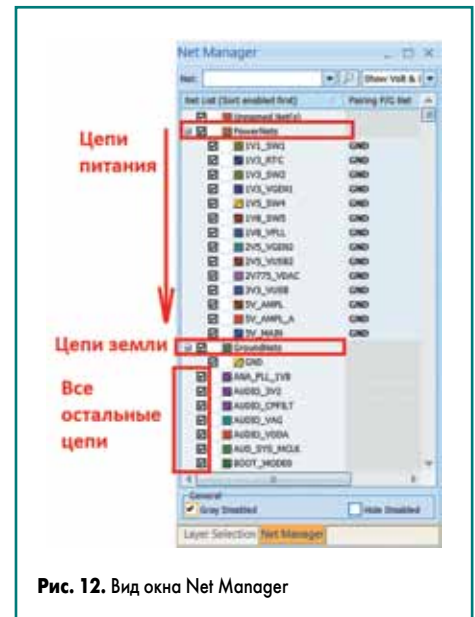 Net Manager
Net:
Show Volt &
Net List (Sort enabled first) Pairing P/G Net
Unnamed Net(s)
PowerNets
Цепи
питания
1V1_SW1 GND
1V3_RTC GND
1V3_SW2 GND
1V3_VGEN1 GND
1V5_SW4 GND
1V8_SW5 GND
1V8_VPLL GND
2V5_VGEN2 GND
2V5_VUSB2 GND
2V775_VDAC GND
3V3_VUSB GND
5V_AMPL GND
5V_AMPL_A GND
5V_MAIN GND
Цепи земли
GroundNets
GND
Все
остальные
цепи
ANA_PLL_1V8
AUDIO_3V2
AUDIO_CPFILT
AUDIO_VAG
AUDIO_VDDA
AUD_SYS_MCLK
BOOT_MODE0
General
Gray Disabled Hide Disabled
Layer Selection Net Manager
Рис. 12. Вид окна Net Manager